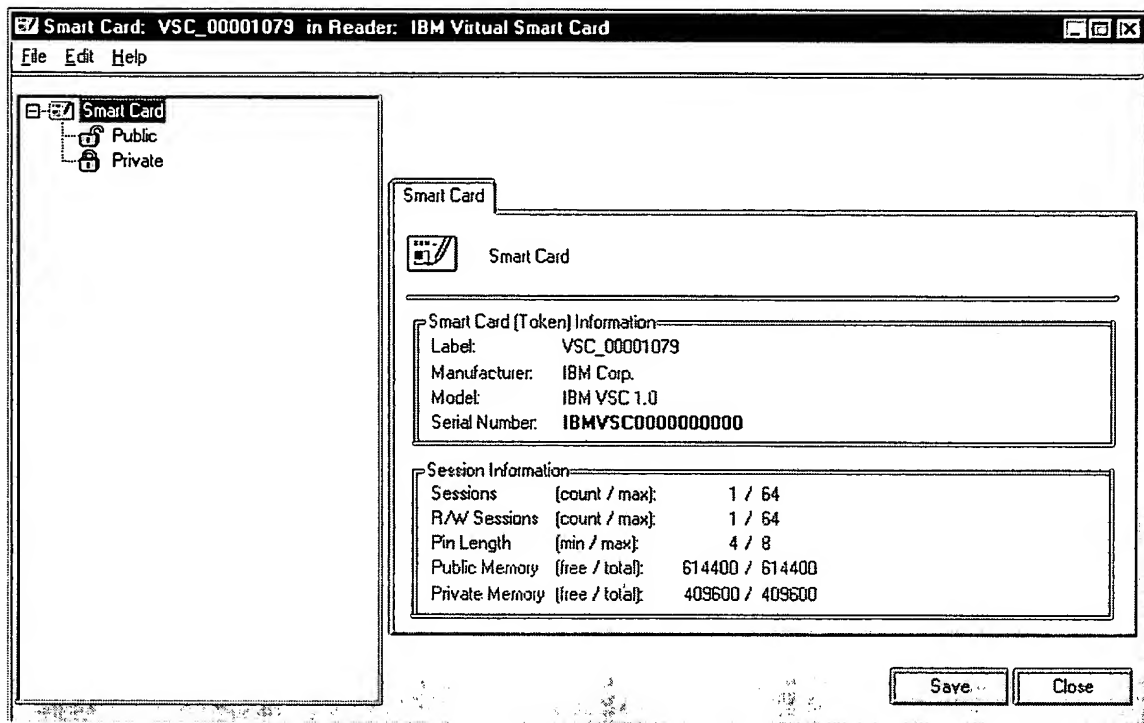 Smart Card: VSC_00001079 in Reader: IBM Virtual Smart Card
File Edit Help
Smart Card
Public
Private
Smart Card
Smart Card
Smart Card (Token) Information
Label: VSC_00001079
Manufacturer: IBM Corp.
Model: IBM VSC 1.0
Serial Number: IBMVSC0000000000
Session Information
Sessions (count / max): 1 / 64
R/W Sessions (count / max): 1 / 64
Pin Length (min / max): 4 / 8
Public Memory (free / total): 614400 / 614400
Private Memory (free / total): 409600 / 409600
Save Close